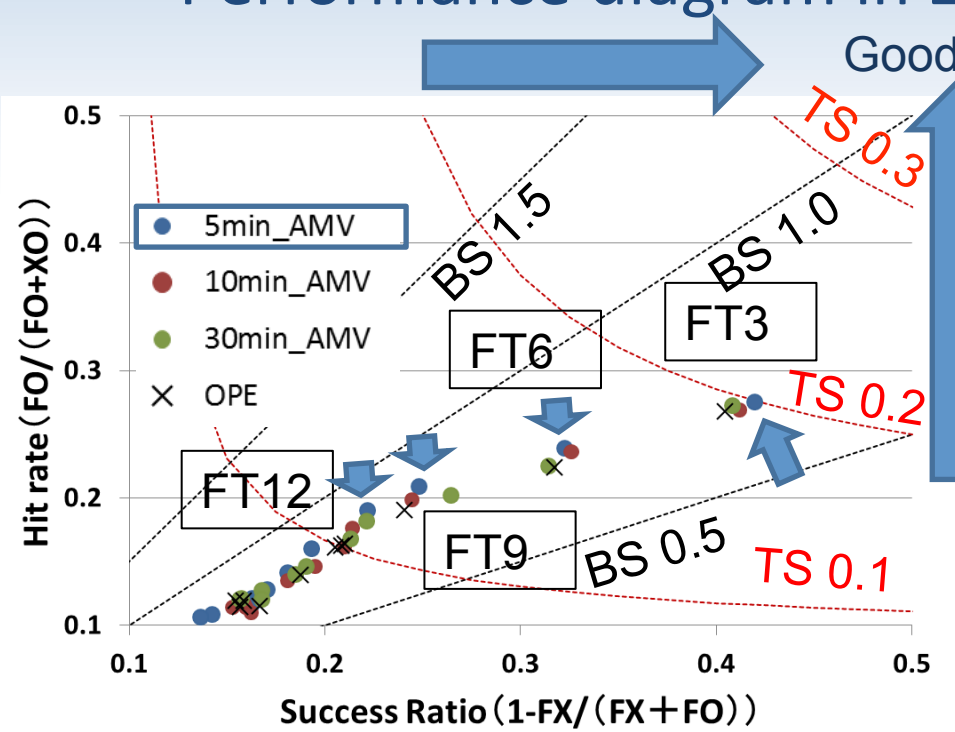 Performance diagram in
Good
0.5
0.4
0.3
0.2
0.1
0.1
0.2
0.3
0.4
0.5
Hit rate（FO/（FO+XO））
Success Ratio（1-FX/（FX＋FO））
5min_AMV
10min_AMV
30min_AMV
OPE
BS 1.5
BS 1.0
BS 0.5
TS 0.3
TS 0.2
TS 0.1
FT3
FT6
FT9
FT12